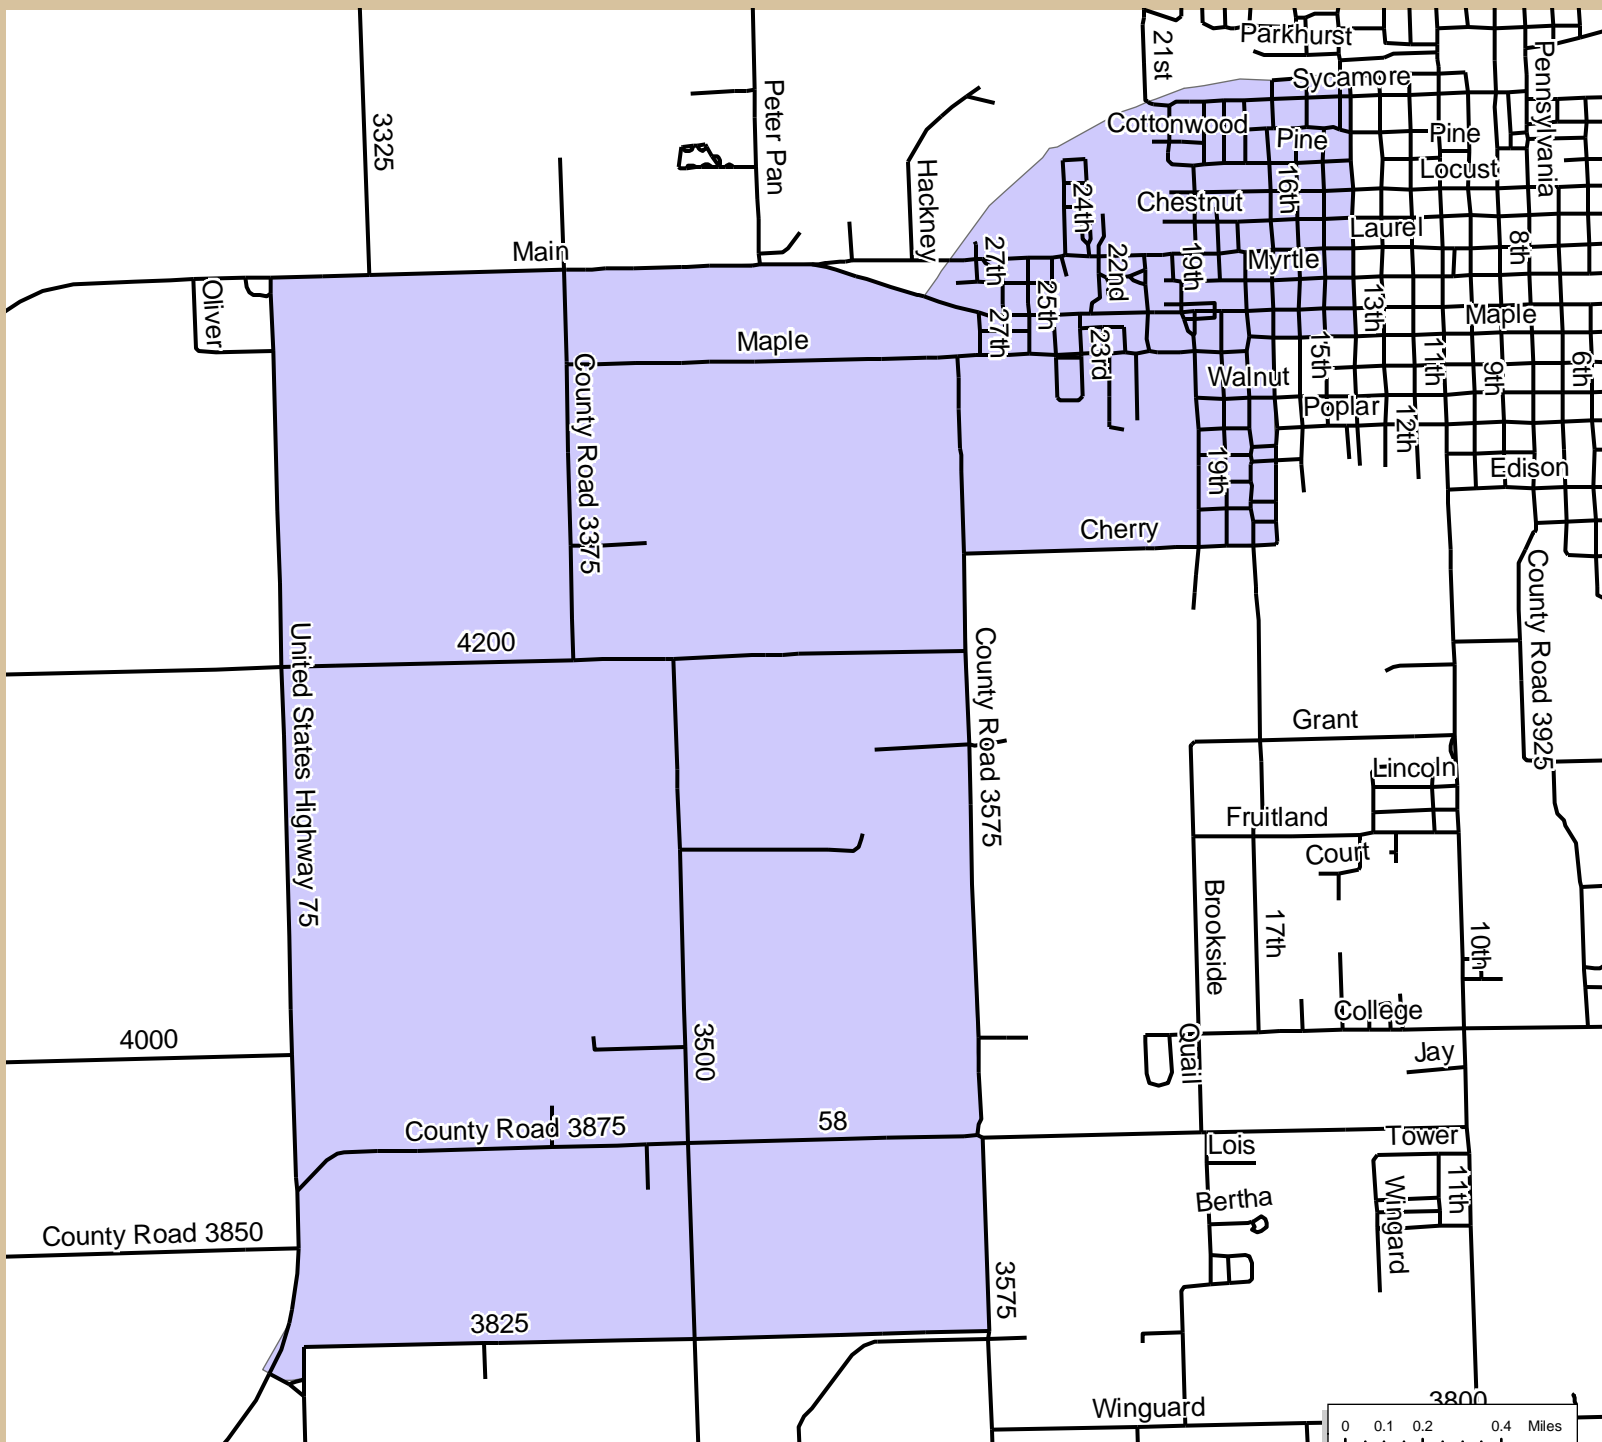 Parkhurst
21st
Sycamore
Pennsylvania
3325
Peter Pan
Cottonwood
Pine
Pine
Hackney
Locust
16th
24th
Chestnut
Laurel
8th
Main
27th
22nd
19th
Myrtle
Oliver
25th
13th
Maple
27th
Maple
23rd
15th
11th
6th
County Road 3375
Walnut
9th
Poplar
12th
19th
Edison
Cherry
County Road 3925
United States Highway 75
4200
County Road 3575
Grant
Lincoln
Fruitland
Court
Brookside
17th
10th
College
4000
3500
Quail
Jay
County Road 3875
58
Tower
Lois
11th
Wingard
Bertha
County Road 3850
3575
3825
Winguard
3800
0 0.1 0.2 0.4 Miles